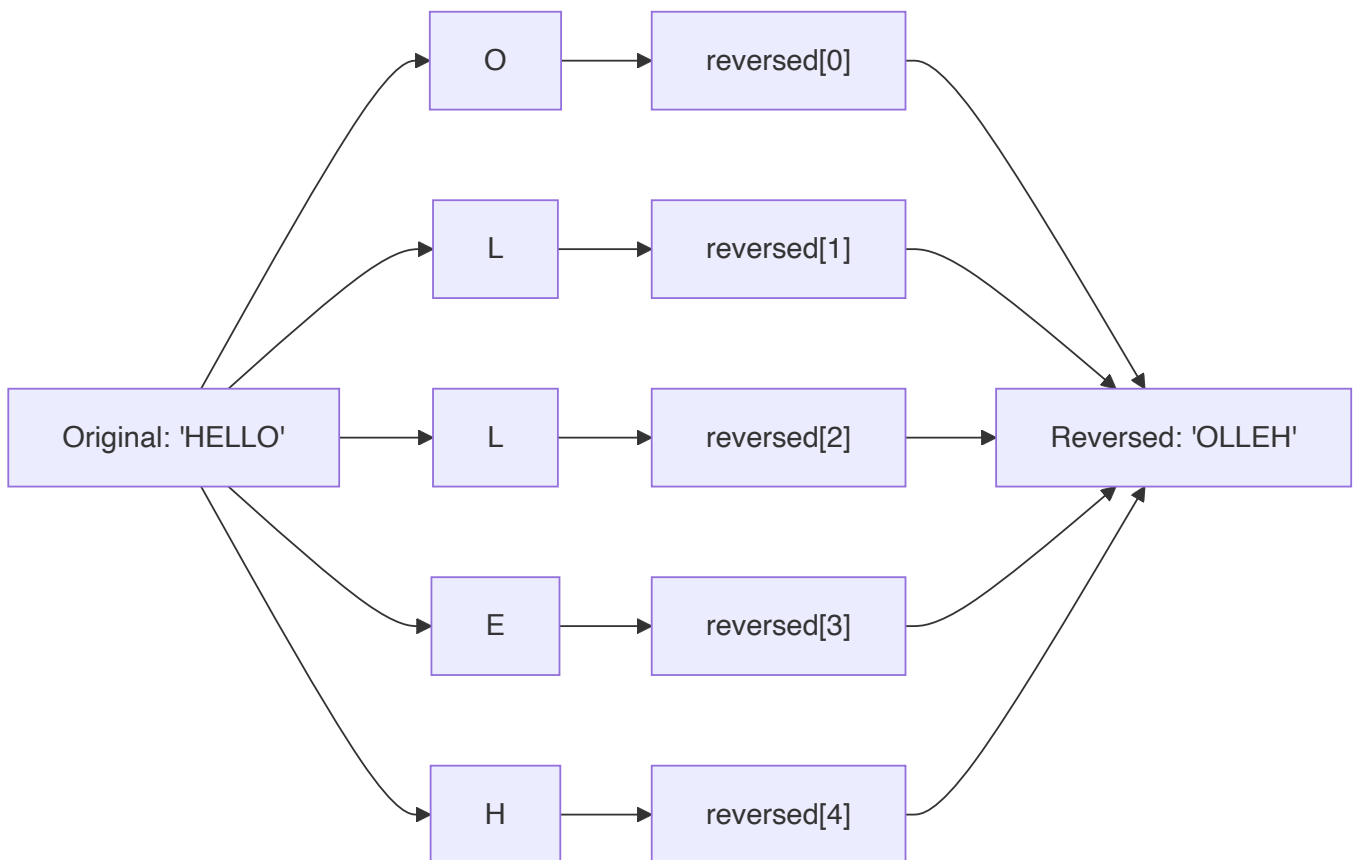 O
reversed[0]
L
reversed[1]
Original: 'HELLO'
L
reversed[2]
Reversed: 'OLLEH'
E
reversed[3]
H
reversed[4]